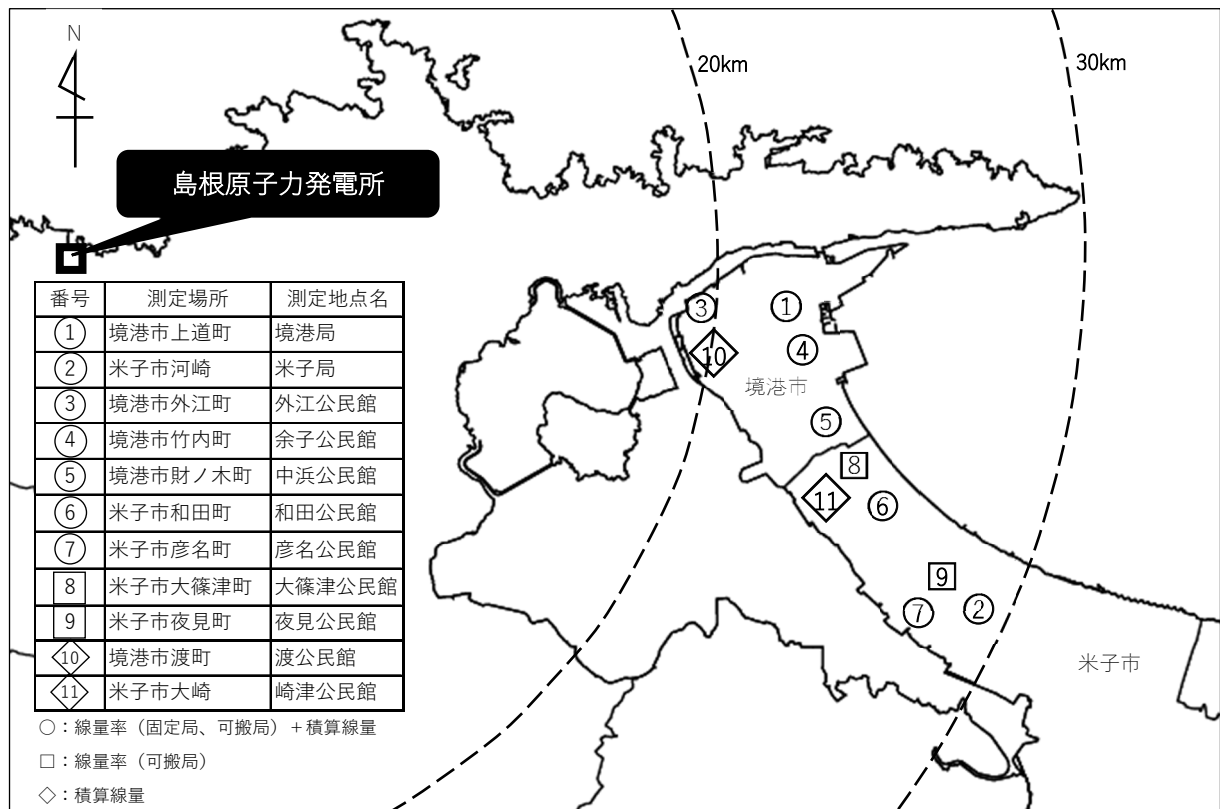 N
20km
30km
島根原子力発電所
番号 測定場所 測定地点名
① 境港市上道町 境港局
② 米子市河崎 米子局
③ 境港市外江町 外江公民館
④ 境港市竹内町 余子公民館
⑤ 境港市財ノ木町 中浜公民館
⑥ 米子市和田町 和田公民館
⑦ 米子市彦名町 彦名公民館
8 米子市大篠津町 大篠津公民館
9 米子市夜見町 夜見公民館
10 境港市渡町 渡公民館
11 米子市大崎 崎津公民館
○：線量率（固定局、可搬局）＋積算線量
□：線量率（可搬局）
◇：積算線量
③
①
10
④
境港市
⑤
8
11
⑥
9
⑦
②
米子市